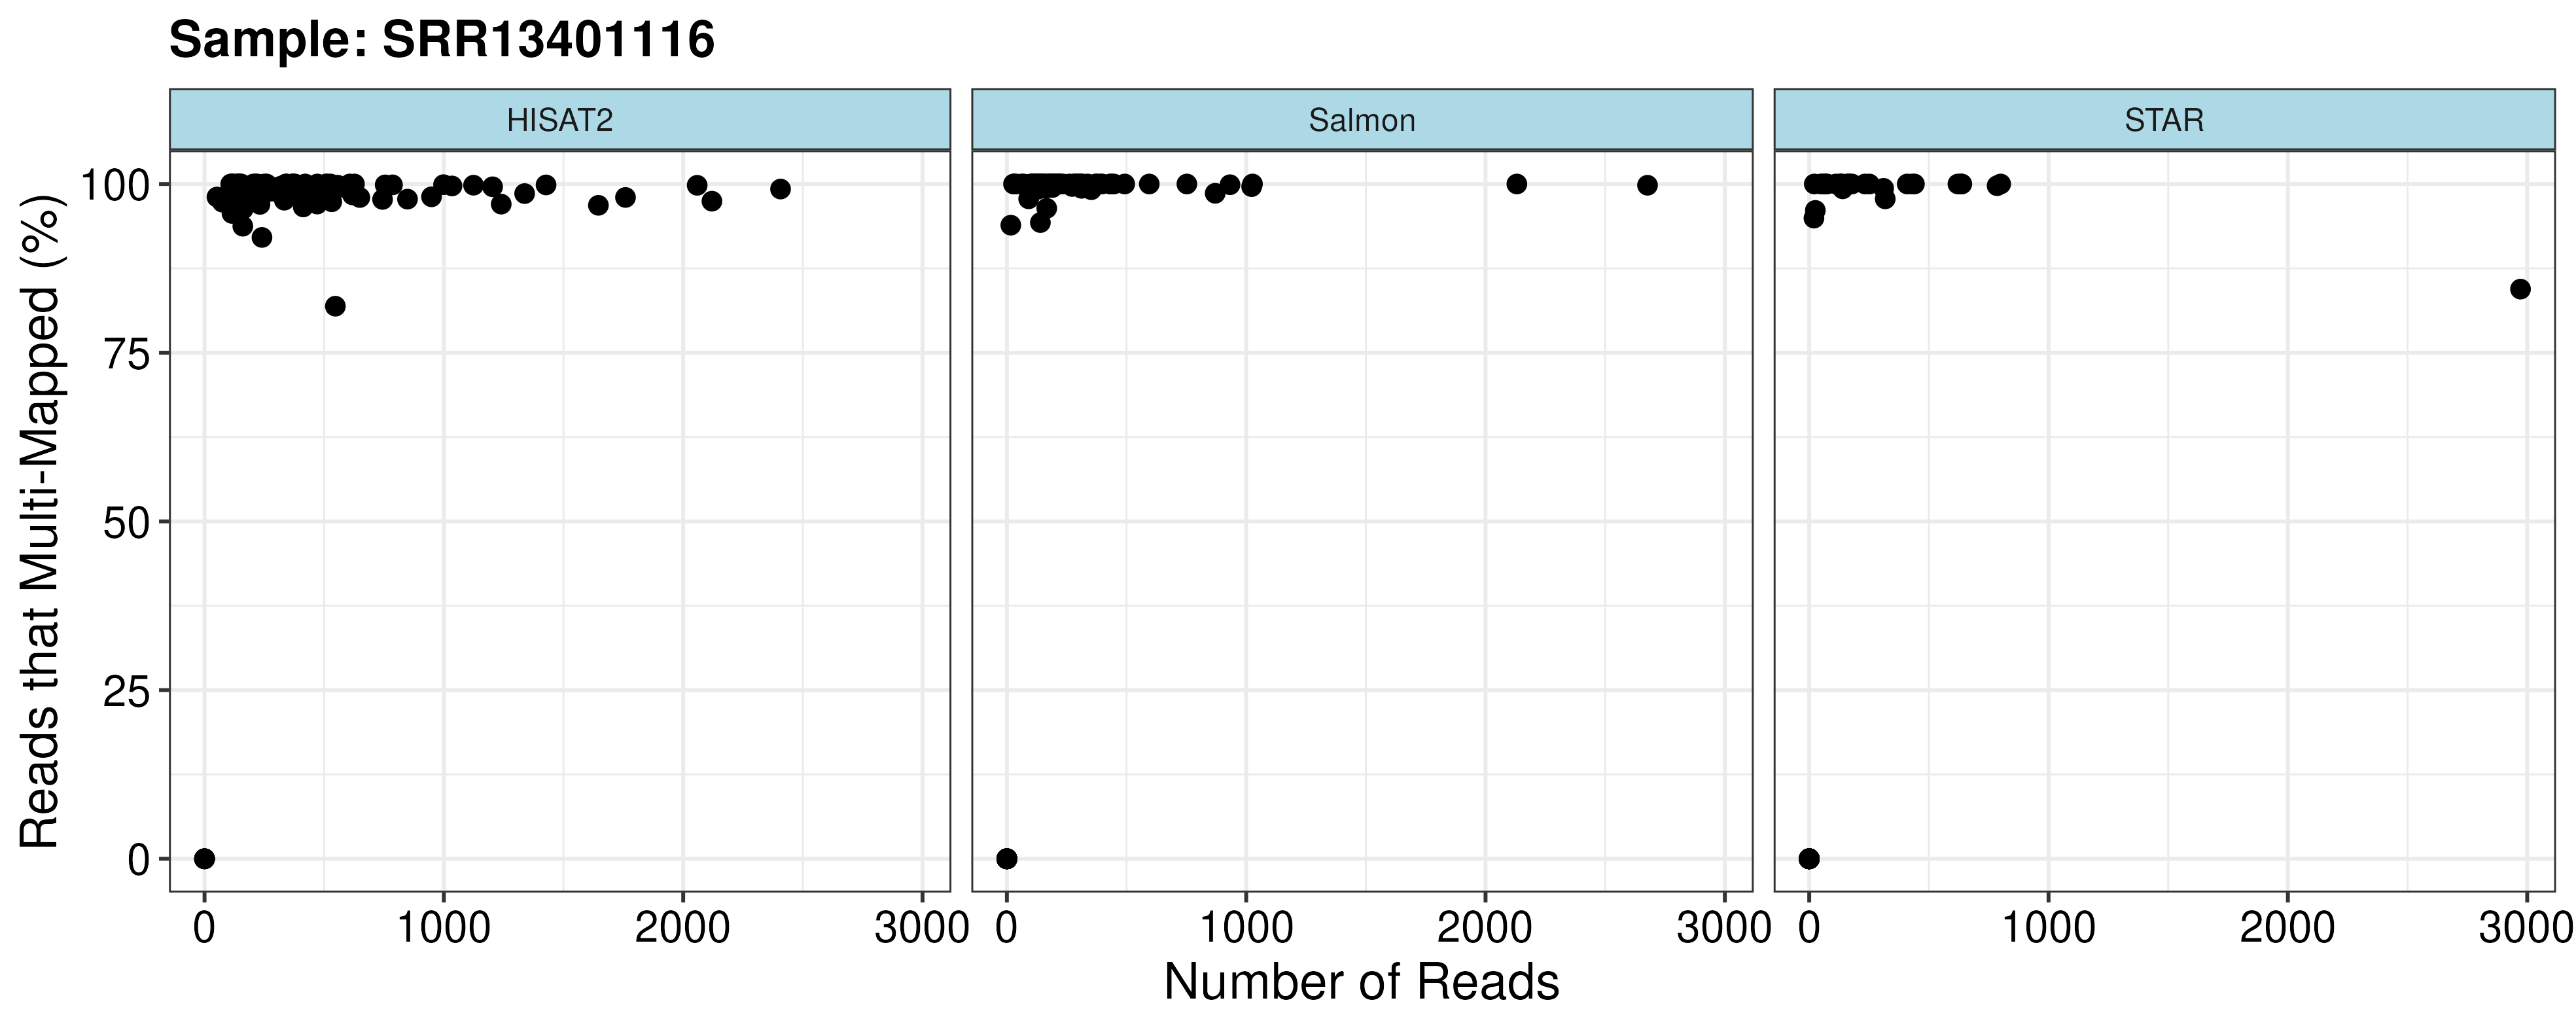 Sample: SRR13401116
HISAT2
Salmon
STAR
Reads that Multi-Mapped (%)
100
75
50
25
0
0 1000 2000 3000
0 1000 2000 3000
0 1000 2000 3000
Number of Reads